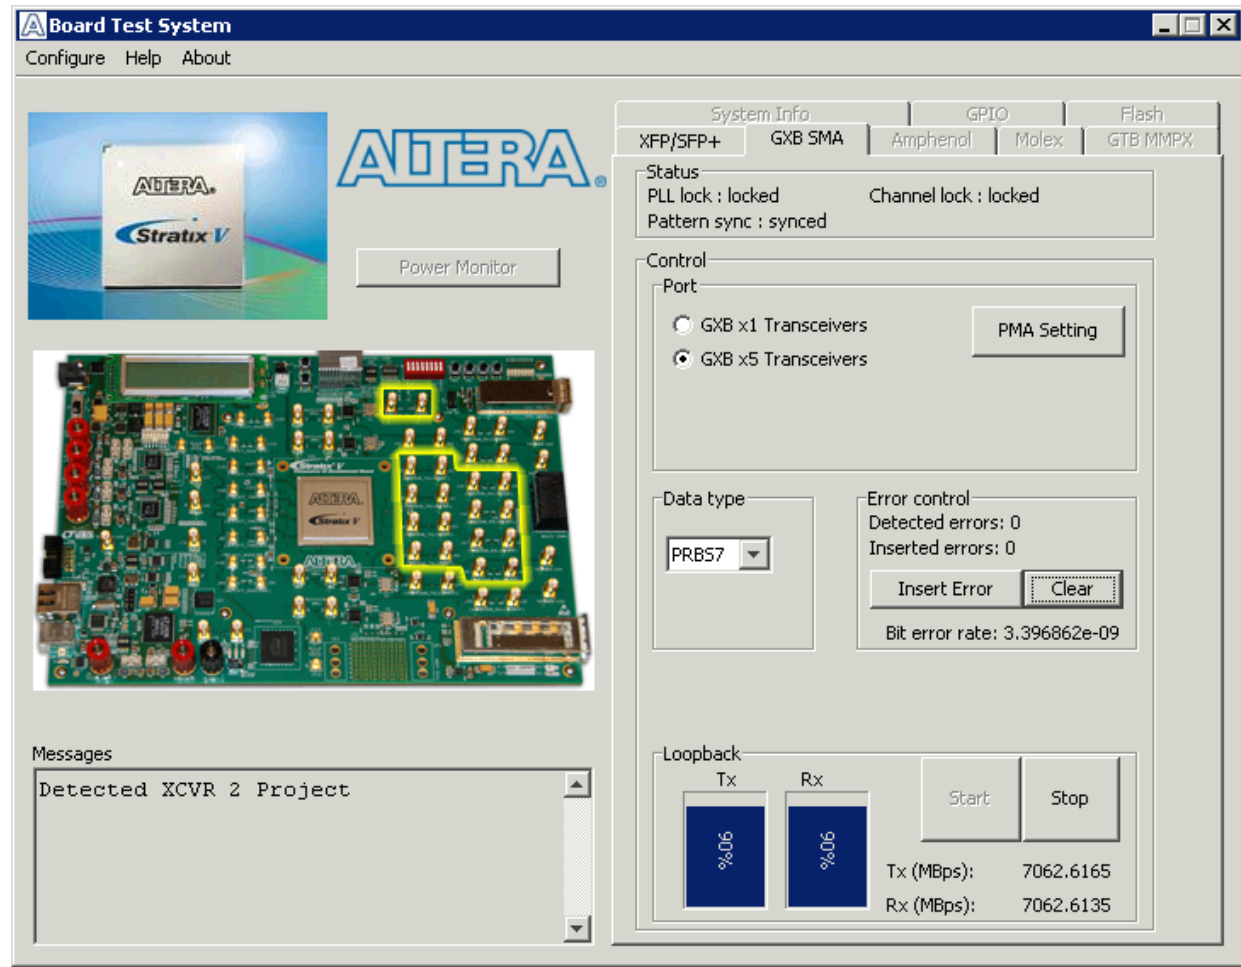 Board Test System
Configure Help About
ALTERA®
ALTERA.
Stratix V
Power Monitor
System Info GPIO Flash
XFP/SFP+ GXB SMA Amphenol Molex GTB MMPX
Status
PLL lock : locked Channel lock : locked
Pattern sync : synced
Control
Port
GXB x1 Transceivers
GXB x5 Transceivers
PMA Setting
Stratix V
ALTERA.
Stratix V
ALTERA
Data type
PRBS7
Error control
Detected errors: 0
Inserted errors: 0
Insert Error Clear
Bit error rate: 3.396862e-09
Messages
Detected XCVR 2 Project
Loopback
Tx Rx
90% 90%
Start Stop
Tx (MBps): 7062.6165
Rx (MBps): 7062.6135